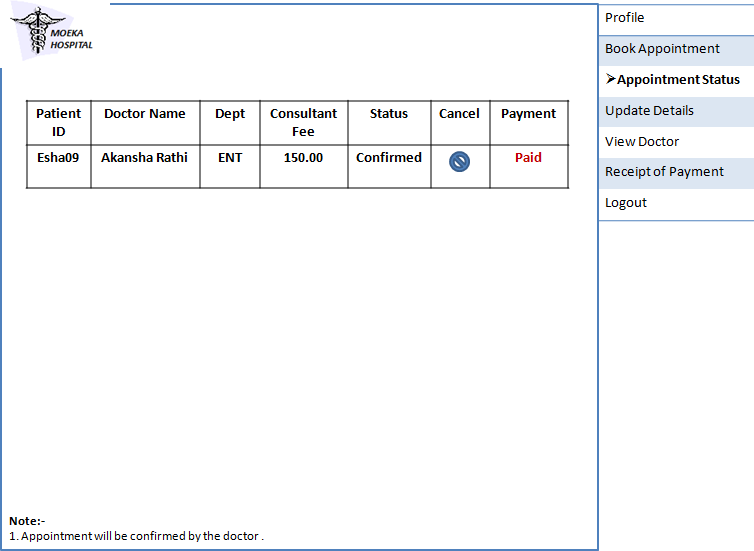 MOEKA
HOSPITAL
Profile
Book Appointment
➢Appointment Status
Update Details
View Doctor
Receipt of Payment
Logout
Patient ID Doctor Name Dept Consultant Fee Status Cancel Payment
Esha09 Akansha Rathi ENT 150.00 Confirmed Paid
Note:-
1. Appointment will be confirmed by the doctor .